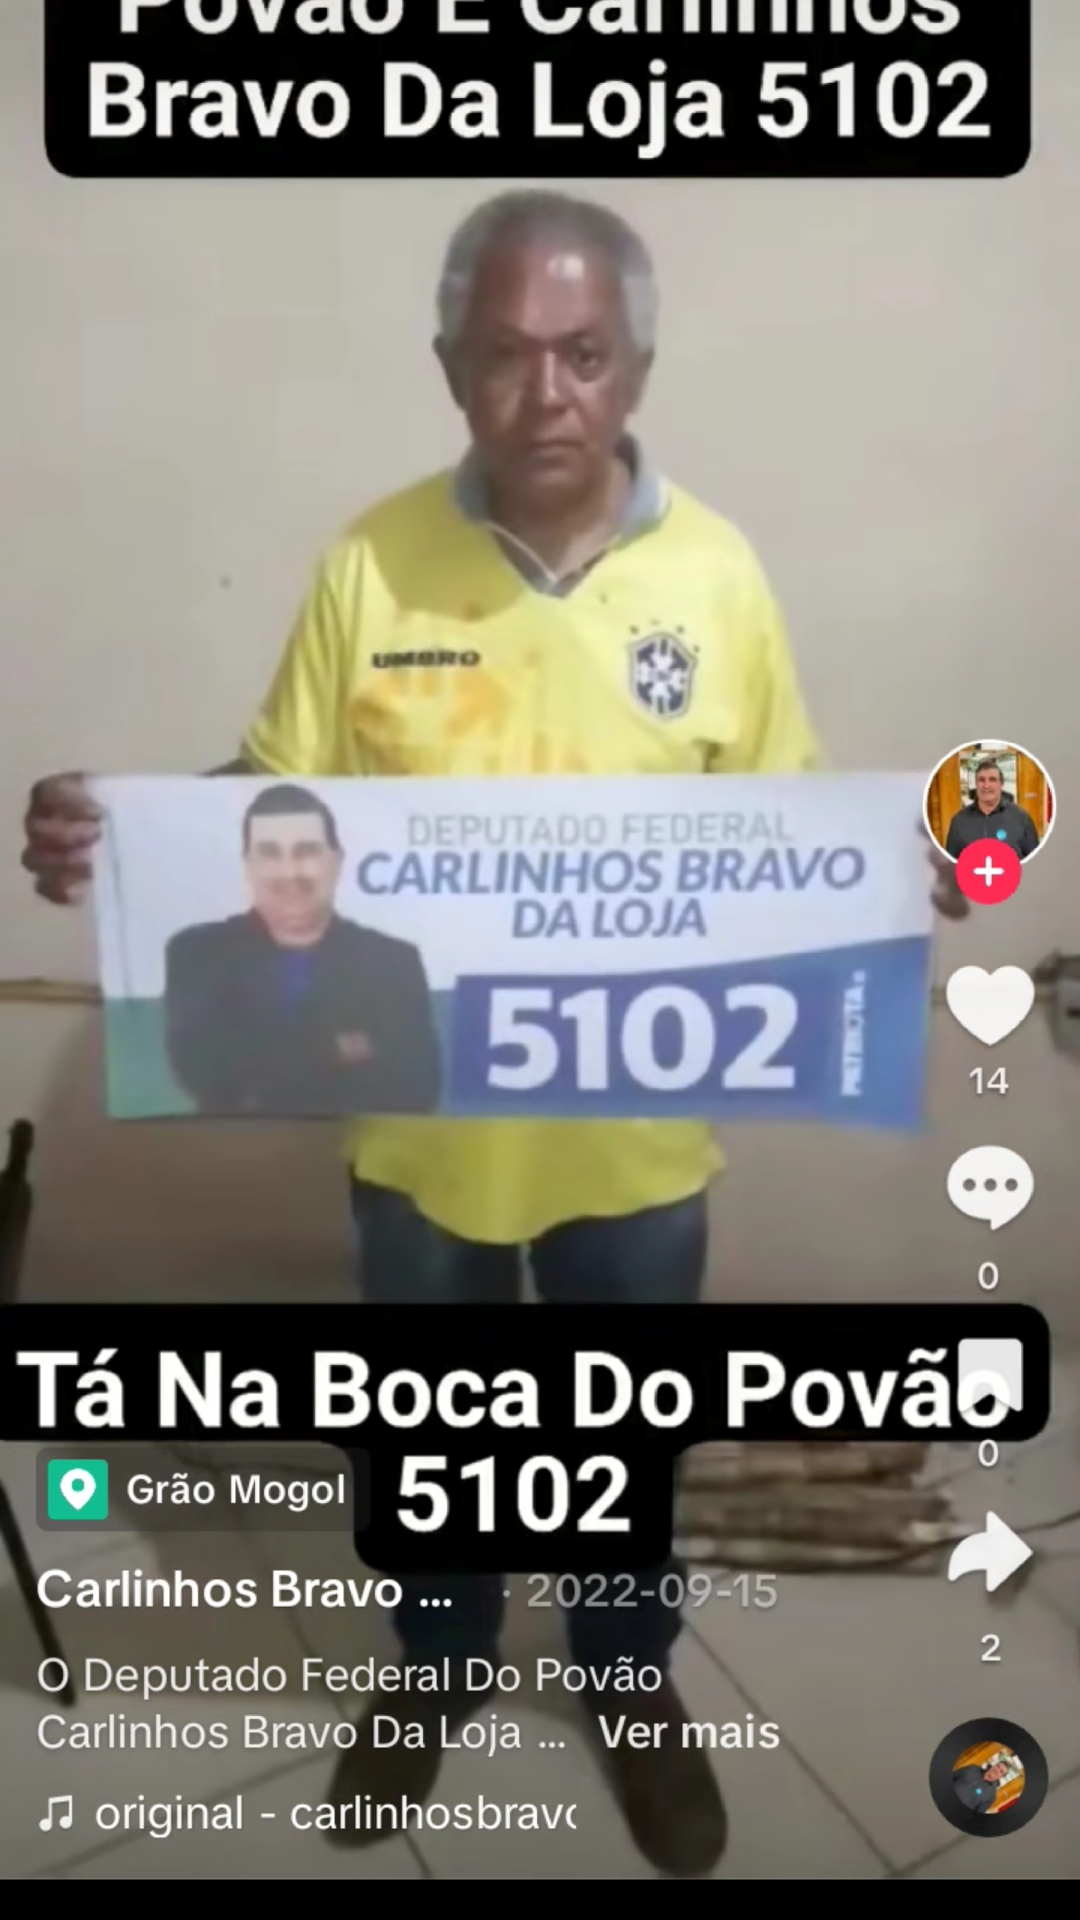 Povão E Carlinhos
Bravo Da Loja 5102
UMBRO
DEPUTADO FEDERAL
CARLINHOS BRAVO
DA LOJA
5102
PATRIOTA
14
0
Tá Na Boca Do Povão
0
5102
Grão Mogol
Carlinhos Bravo ... · 2022-09-15
2
O Deputado Federal Do Povão
Carlinhos Bravo Da Loja ... Ver mais
original - carlinhosbravo